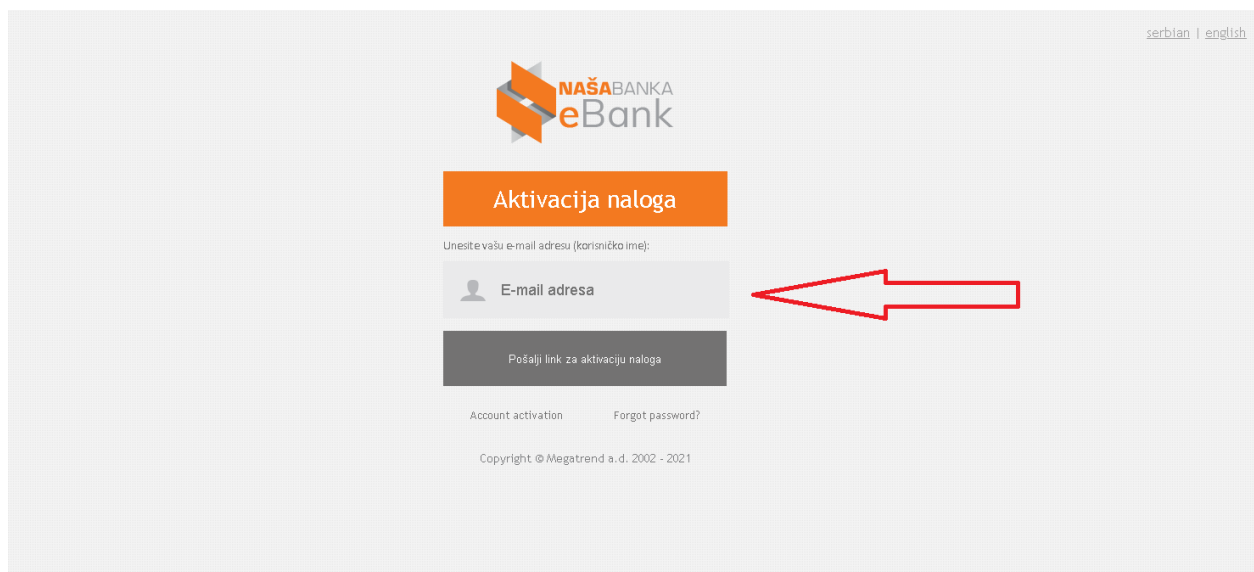 serbian | english
NAŠABANKA
eBank
Aktivacija naloga
Unesite vašu e-mail adresu (korisničko ime):
E-mail adresa
Pošalji link za aktivaciju naloga
Account activation Forgot password?
Copyright © Megatrend a.d. 2002 - 2021